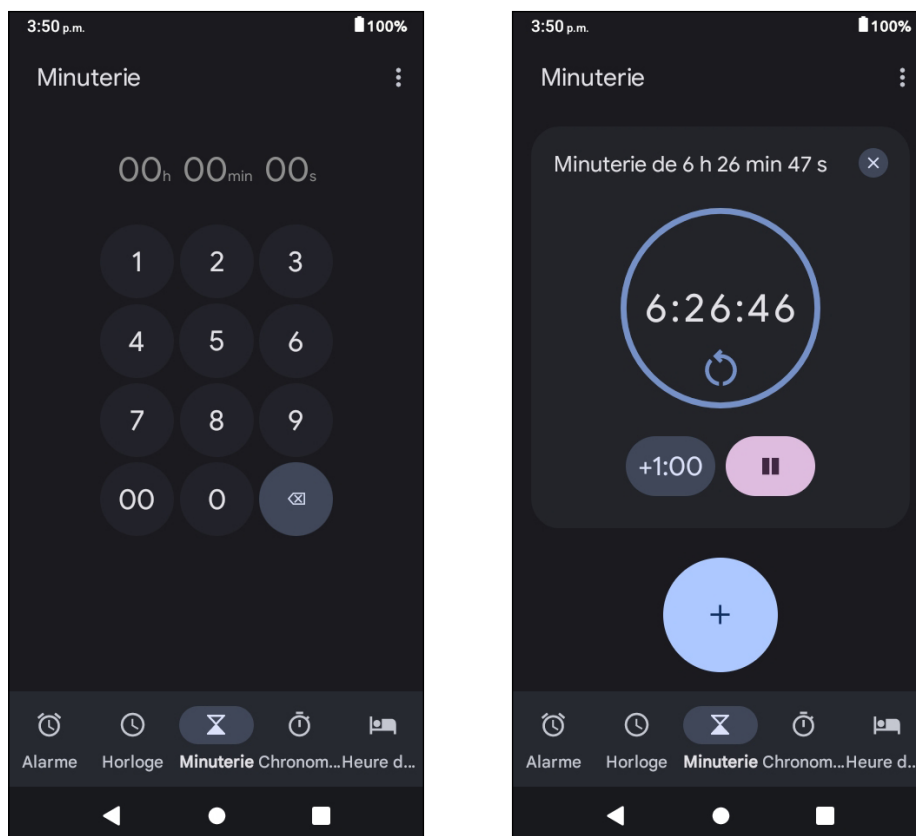 3:50 p.m. 100%
Minuterie
00h 00min 00s
1 2 3
4 5 6
7 8 9
00 0
Alarme Horloge Minuterie Chronom... Heure d...
3:50 p.m. 100%
Minuterie
Minuterie de 6 h 26 min 47 s
6:26:46
+1:00
+
Alarme Horloge Minuterie Chronom... Heure d...